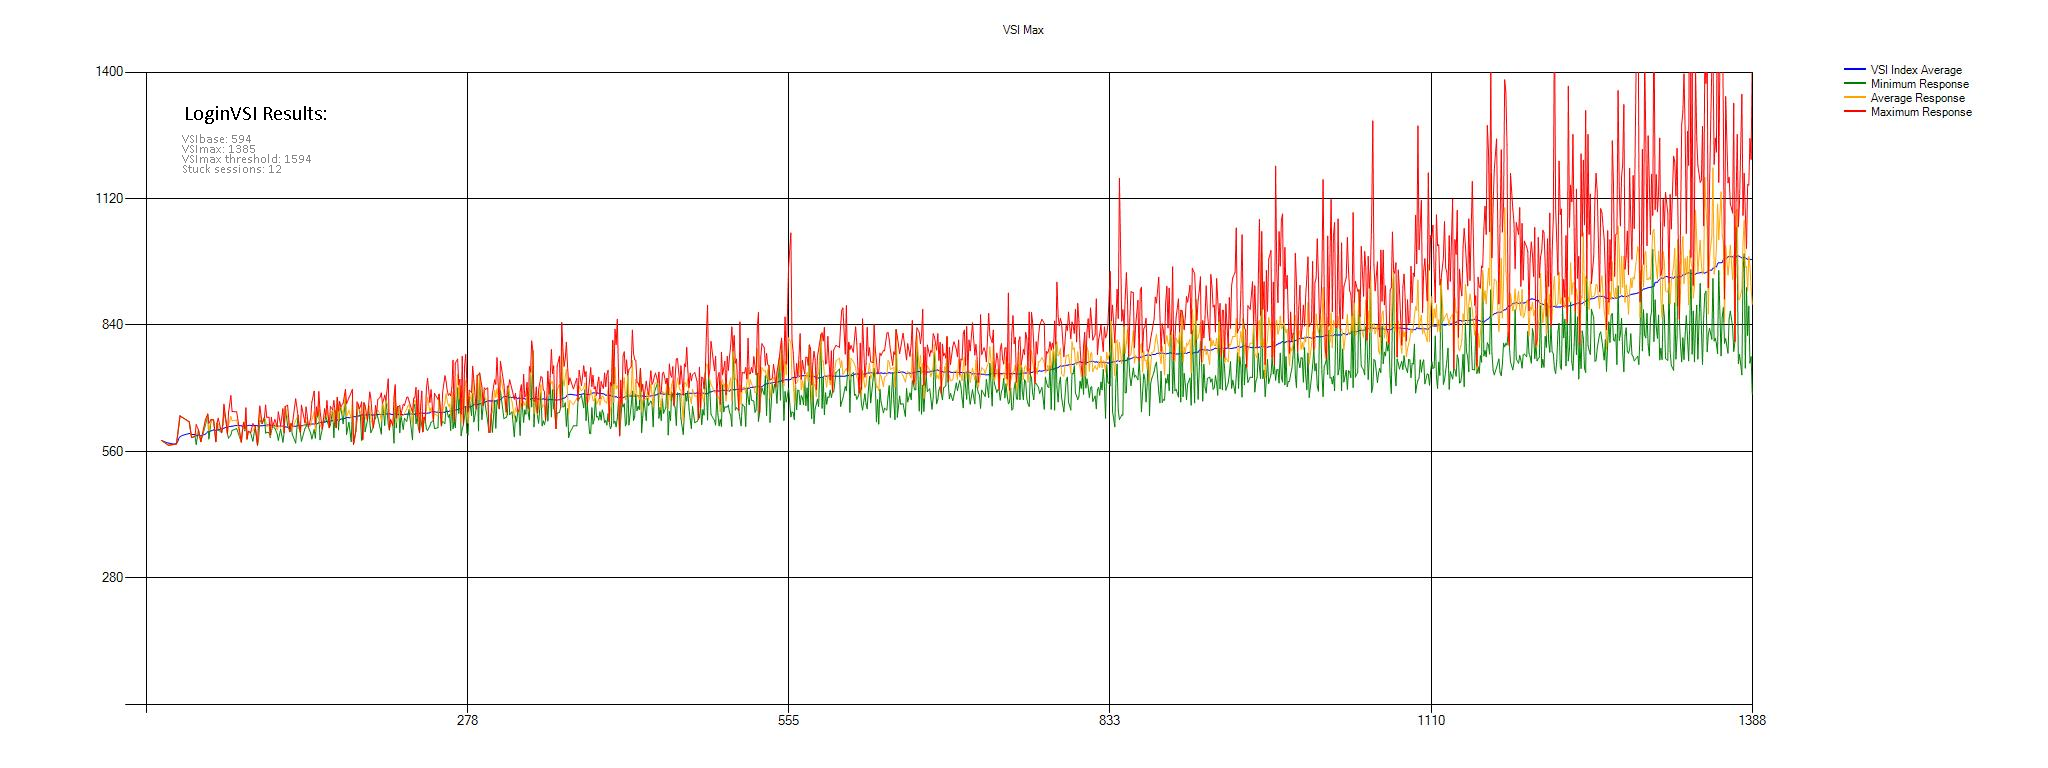 VSI Max
1400
1120
840
560
280
LoginVSI Results:
VSIbase: 594
VSImax: 1385
VSImax threshold: 1594
Stuck sessions: 12
278
555
833
1110
1388
VSI Index Average
Minimum Response
Average Response
Maximum Response